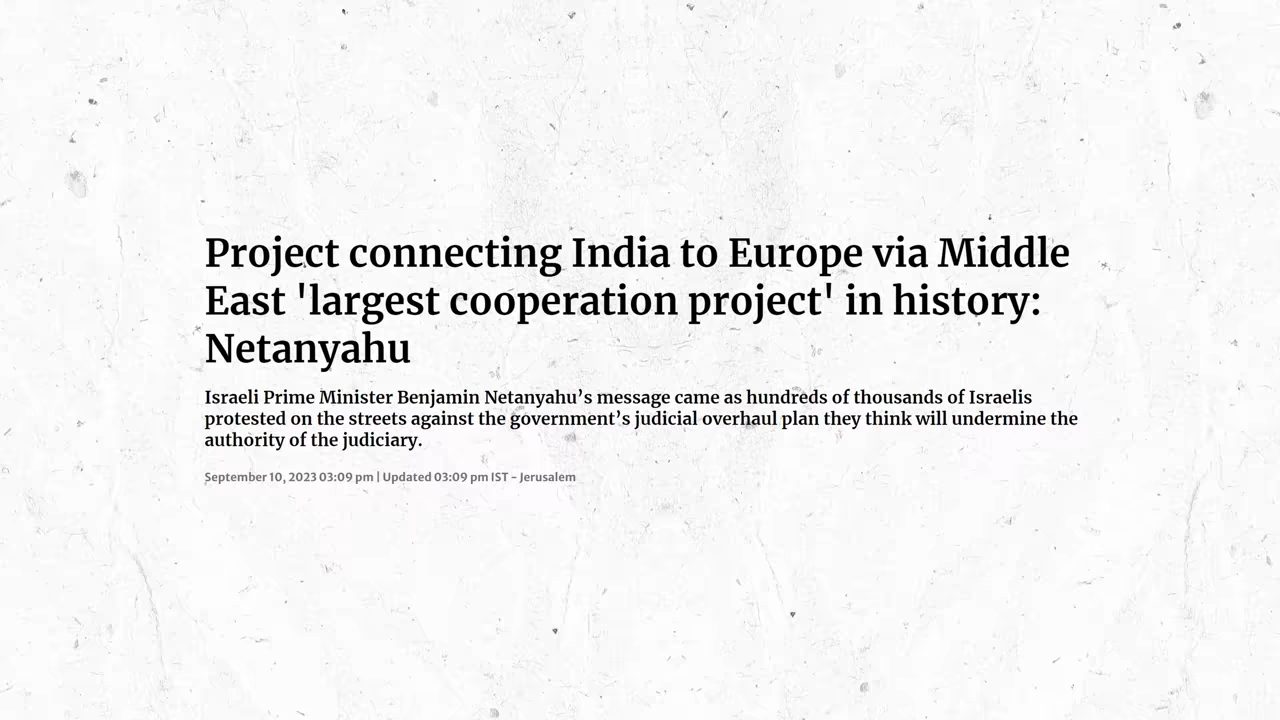 Project connecting India to Europe via Middle
East 'largest cooperation project' in history:
Netanyahu
Israeli Prime Minister Benjamin Netanyahu’s message came as hundreds of thousands of Israelis
protested on the streets against the government’s judicial overhaul plan they think will undermine the
authority of the judiciary.
September 10, 2023 03:09 pm | Updated 03:09 pm IST - Jerusalem